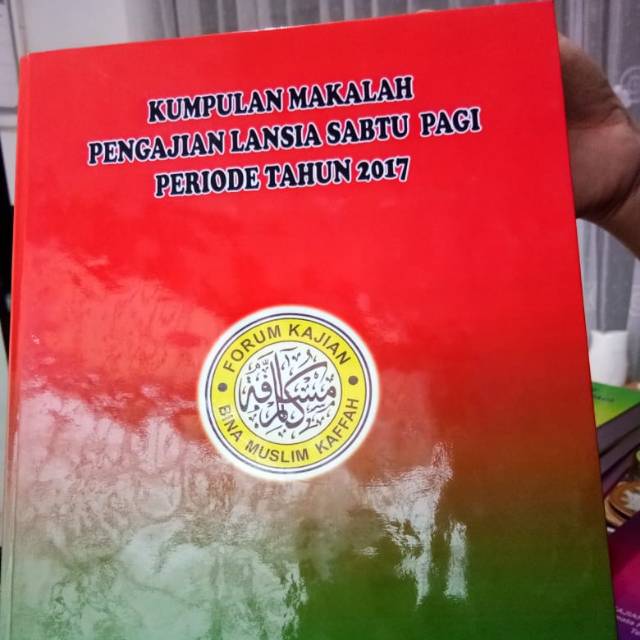 KUMPULAN MAKALAH
PENGAJIAN LANSIA SABTU PAGI
PERIODE TAHUN 2017
FORUM KAJIAN
BINA MUSLIM KAFFAH